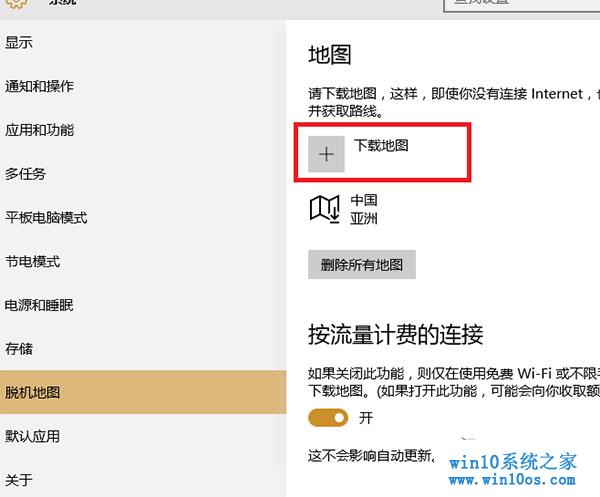 系统
查找设置
显示
通知和操作
应用和功能
多任务
平板电脑模式
节电模式
电源和睡眠
存储
脱机地图
默认应用
关于
地图
请下载地图，这样，即使你没有连接 Internet，
并获取路线。
下载地图
中国
亚洲
删除所有地图
按流量计费的连接
如果关闭此功能，则仅在使用免费 Wi-Fi 或不限
下载地图。(如果打开此功能，可能会向你收取额
开
这不会影响自动更新。
win10系统之家
www.win10os.com